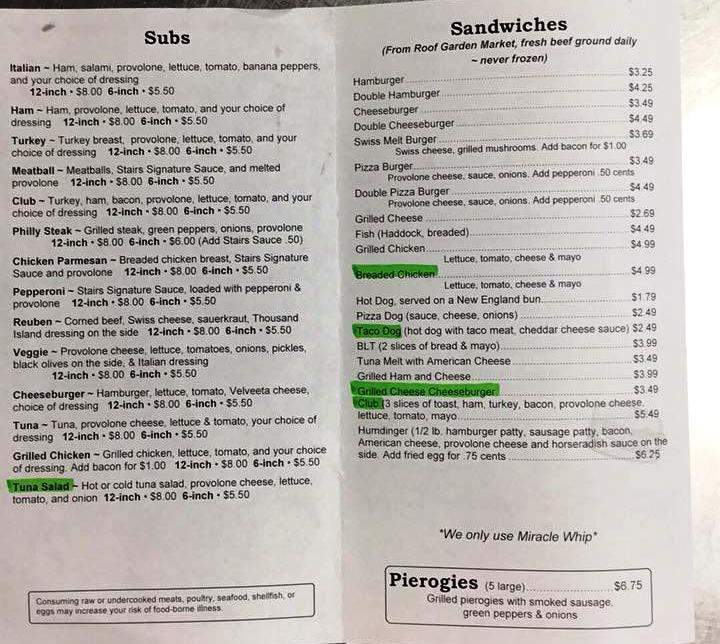 Subs
Italian ~ Ham, salami, provolone, lettuce, tomato, banana peppers,
and your choice of dressing
12-inch • $8.00 6-inch • $5.50
Ham ~ Ham, provolone, lettuce, tomato, and your choice of
dressing 12-inch • $8.00 6-inch • $5.50
Turkey ~ Turkey breast, provolone, lettuce, tomato, and your
choice of dressing 12-inch • $8.00 6-inch • $5.50
Meatball ~ Meatballs, Stairs Signature Sauce, and melted
provolone 12-inch • $8.00 6-inch • $5.50
Club ~ Turkey, ham, bacon, provolone, lettuce, tomato, and your
choice of dressing 12-inch • $8.00 6-inch • $5.50
Philly Steak ~ Grilled steak, green peppers, onions, provolone
12-inch • $8.00 6-inch • $6.00 (Add Stairs Sauce .50)
Chicken Parmesan ~ Breaded chicken breast, Stairs Signature
Sauce and provolone 12-inch • $8.00 6-inch • $5.50
Pepperoni ~ Stairs Signature Sauce, loaded with pepperoni &
provolone 12-inch • $8.00 6-inch • $5.50
Reuben ~ Corned beef, Swiss cheese, sauerkraut, Thousand
Island dressing on the side 12-inch • $8.00 6-inch • $5.50
Veggie ~ Provolone cheese, lettuce, tomatoes, onions, pickles,
black olives on the side, & Italian dressing
12-inch • $8.00 6-inch • $5.50
Cheeseburger ~ Hamburger, lettuce, tomato, Velveeta cheese,
choice of dressing 12-inch • $8.00 6-inch • $5.50
Tuna ~ Tuna, provolone cheese, lettuce & tomato, your choice of
dressing 12-inch • $8.00 6-inch • $5.50
Grilled Chicken ~ Grilled chicken, lettuce, tomato, and your choice
of dressing. Add bacon for $1.00 12-inch • $8.00 6-inch • $5.50
Tuna Salad ~ Hot or cold tuna salad, provolone cheese, lettuce,
tomato, and onion 12-inch • $8.00 6-inch • $5.50
Consuming raw or undercooked meats, poultry, seafood, shellfish, or
eggs may increase your risk of food-borne illness.
Sandwiches
(From Roof Garden Market, fresh beef ground daily
~ never frozen)
Hamburger $3.25
Double Hamburger $4.25
Cheeseburger $3.49
Double Cheeseburger $4.49
Swiss Melt Burger $3.69
Swiss cheese, grilled mushrooms. Add bacon for $1.00
Pizza Burger $3.49
Provolone cheese, sauce, onions. Add pepperoni .50 cents
Double Pizza Burger $4.49
Provolone cheese, sauce, onions. Add pepperoni .50 cents
Grilled Cheese $2.69
Fish (Haddock, breaded) $4.49
Grilled Chicken $4.99
Lettuce, tomato, cheese & mayo
Breaded Chicken $4.99
Lettuce, tomato, cheese & mayo
Hot Dog, served on a New England bun $1.79
Pizza Dog (sauce, cheese, onions) $2.49
Taco Dog (hot dog with taco meat, cheddar cheese sauce) $2.49
BLT (2 slices of bread & mayo) $3.99
Tuna Melt with American Cheese $3.49
Grilled Ham and Cheese $3.99
Grilled Cheese Cheeseburger $3.49
Club (3 slices of toast, ham, turkey, bacon, provolone cheese,
lettuce, tomato, mayo $5.49
Humdinger (1/2 lb. hamburger patty, sausage patty, bacon,
American cheese, provolone cheese and horseradish sauce on the
side. Add fried egg for .75 cents $6.25
*We only use Miracle Whip*
Pierogies (5 large) $6.75
Grilled pierogies with smoked sausage,
green peppers & onions